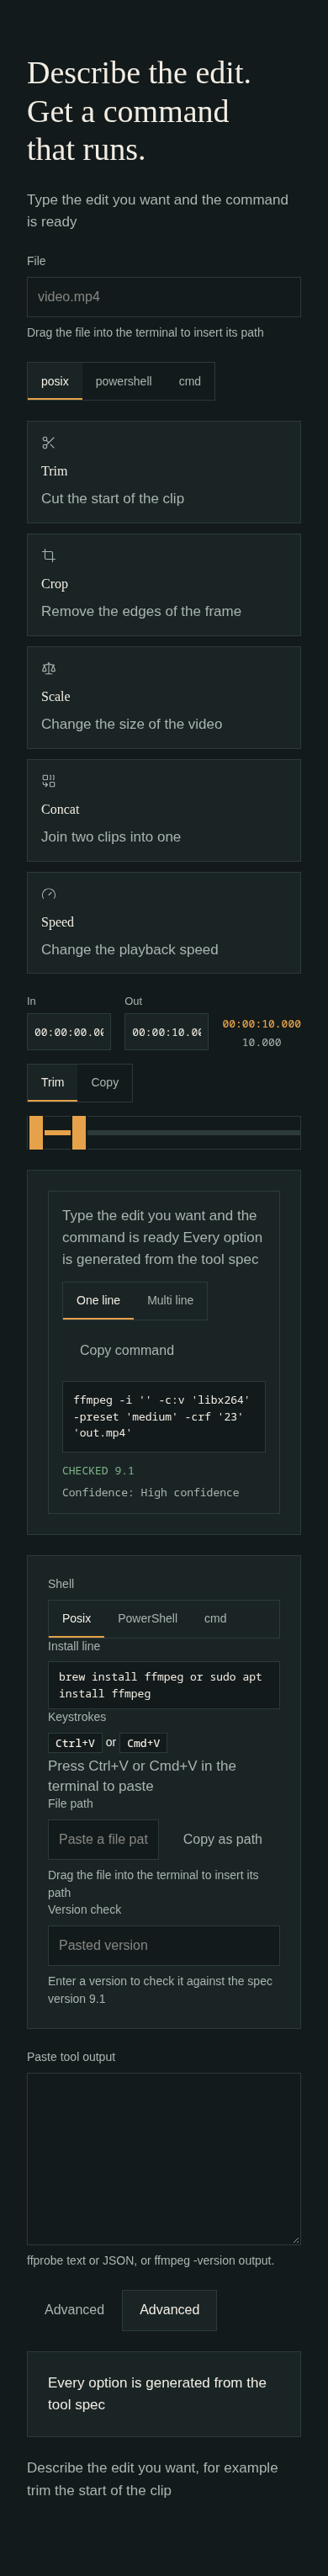 Describe the edit.
Get a command
that runs.
Type the edit you want and the command
is ready
File
video.mp4
Drag the file into the terminal to insert its path
posix powershell cmd
Trim
Cut the start of the clip
Crop
Remove the edges of the frame
Scale
Change the size of the video
Concat
Join two clips into one
Speed
Change the playback speed
In Out
00:00:00.00 00:00:10.00 00:00:10.000
10.000
Trim Copy
Type the edit you want and the
command is ready Every option
is generated from the tool spec
One line Multi line
Copy command
ffmpeg -i '' -c:v 'libx264'
-preset 'medium' -crf '23'
'out.mp4'
CHECKED 9.1
Confidence: High confidence
Shell
Posix PowerShell cmd
Install line
brew install ffmpeg or sudo apt
install ffmpeg
Keystrokes
Ctrl+V or Cmd+V
Press Ctrl+V or Cmd+V in the
terminal to paste
File path
Paste a file pat Copy as path
Drag the file into the terminal to insert its
path
Version check
Pasted version
Enter a version to check it against the spec
version 9.1
Paste tool output
ffprobe text or JSON, or ffmpeg -version output.
Advanced Advanced
Every option is generated from the
tool spec
Describe the edit you want, for example
trim the start of the clip